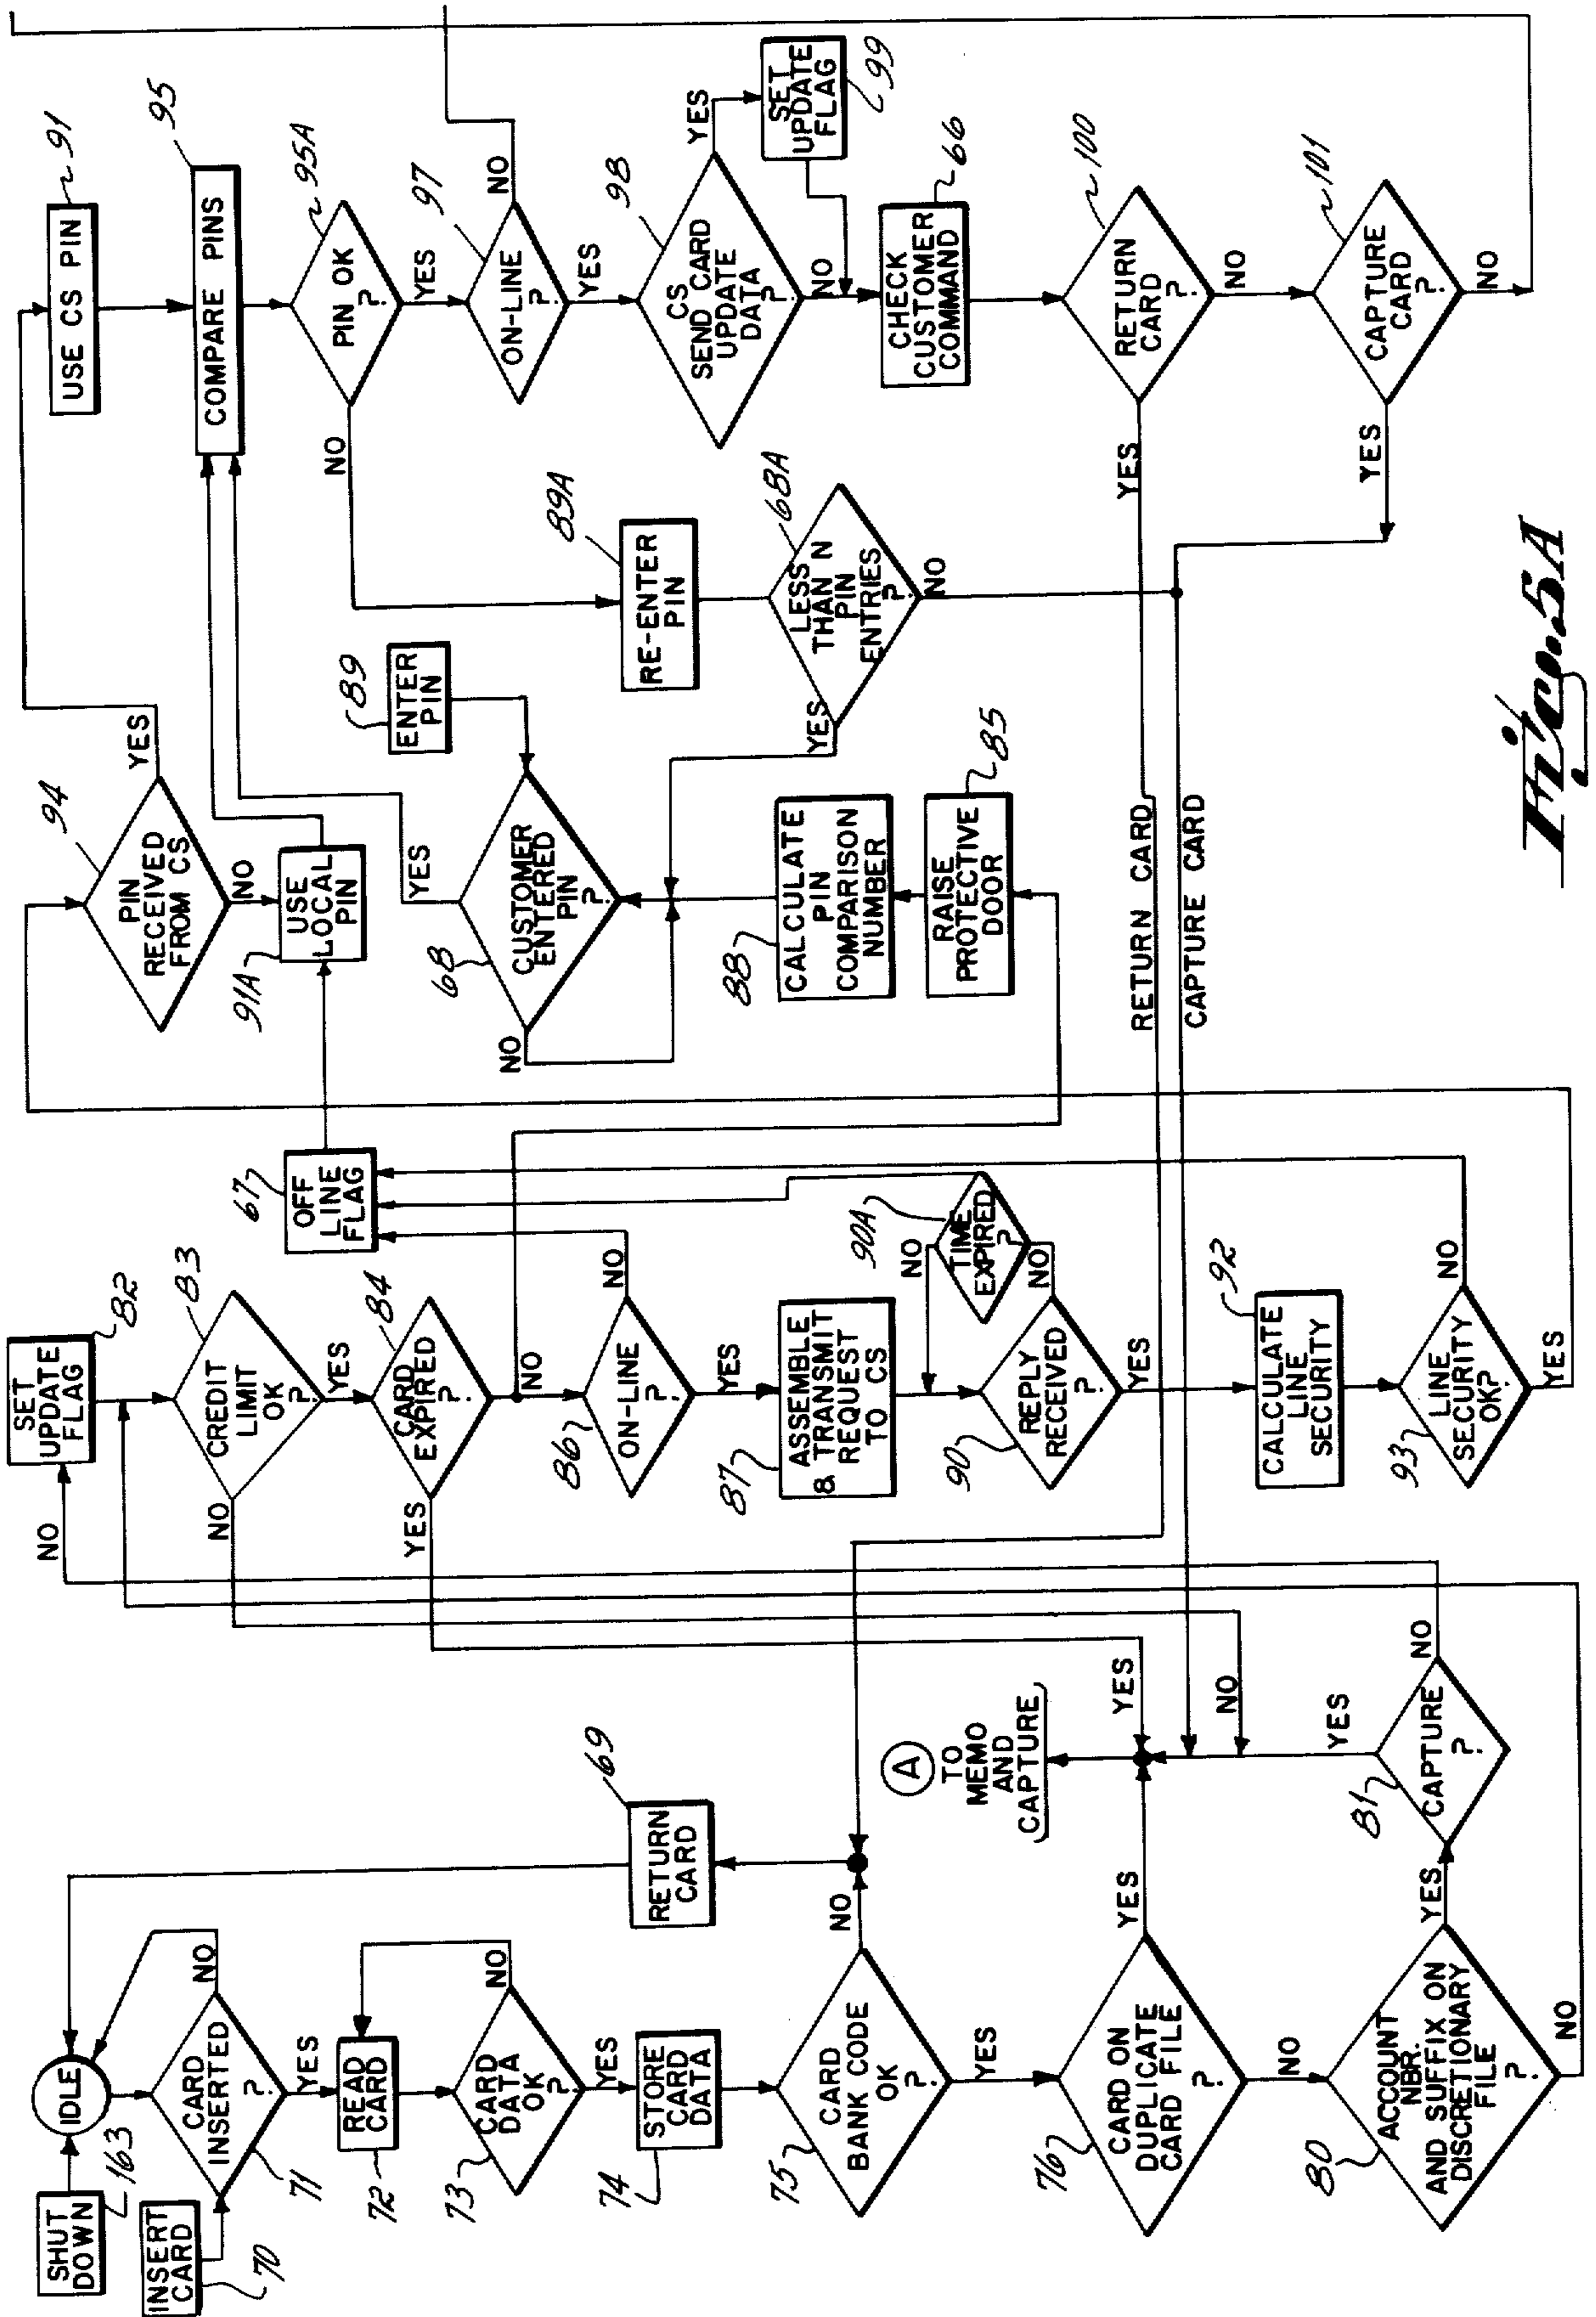 SHUT
DOWN
163
IDLE
INSERT
CARD
70
CARD
INSERTED
?
71
NO
YES
READ
CARD
72
CARD
DATA
OK
?
73
NO
YES
STORE
CARD
DATA
74
CARD
BANK CODE
OK
?
75
NO
YES
RETURN
CARD
69
CARD ON
DUPLICATE
CARD FILE
?
76
YES
NO
ACCOUNT
NBR.
AND SUFFIX ON
DISCRETIONARY
FILE
?
80
YES
NO
CAPTURE
?
81
YES
NO
A
TO
MEMO
AND
CAPTURE
YES
NO
SET
UPDATE
FLAG
82
NO
CREDIT
LIMIT
OK
?
83
NO
YES
CARD
EXPIRED
?
84
YES
NO
ON-LINE
?
86
NO
YES
ASSEMBLE
& TRANSMIT
REQUEST
TO CS
87
REPLY
RECEIVED
?
90
NO
YES
TIME
EXPIRED
?
90A
NO
CALCULATE
LINE
SECURITY
92
LINE
SECURITY
OK?
93
NO
YES
OFF
LINE
FLAG
67
PIN
RECEIVED
FROM CS
?
94
YES
NO
USE
LOCAL
PIN
91A
CUSTOMER
ENTERED
PIN
?
68
YES
NO
ENTER
PIN
89
CALCULATE
PIN
COMPARISON
NUMBER
88
RAISE
PROTECTIVE
DOOR
85
RETURN CARD
CAPTURE CARD
USE CS PIN
91
COMPARE PINS
95
PIN OK
?
95A
NO
YES
RE-ENTER
PIN
89A
LESS
THAN N
PIN
ENTRIES
?
68A
YES
NO
ON-LINE
?
97
NO
YES
CS
SEND CARD
UPDATE
DATA
?
98
YES
NO
SET
UPDATE
FLAG
99
CHECK
CUSTOMER
COMMAND
66
RETURN
CARD
?
100
YES
NO
CAPTURE
CARD
?
101
YES
NO
Fig. 5A